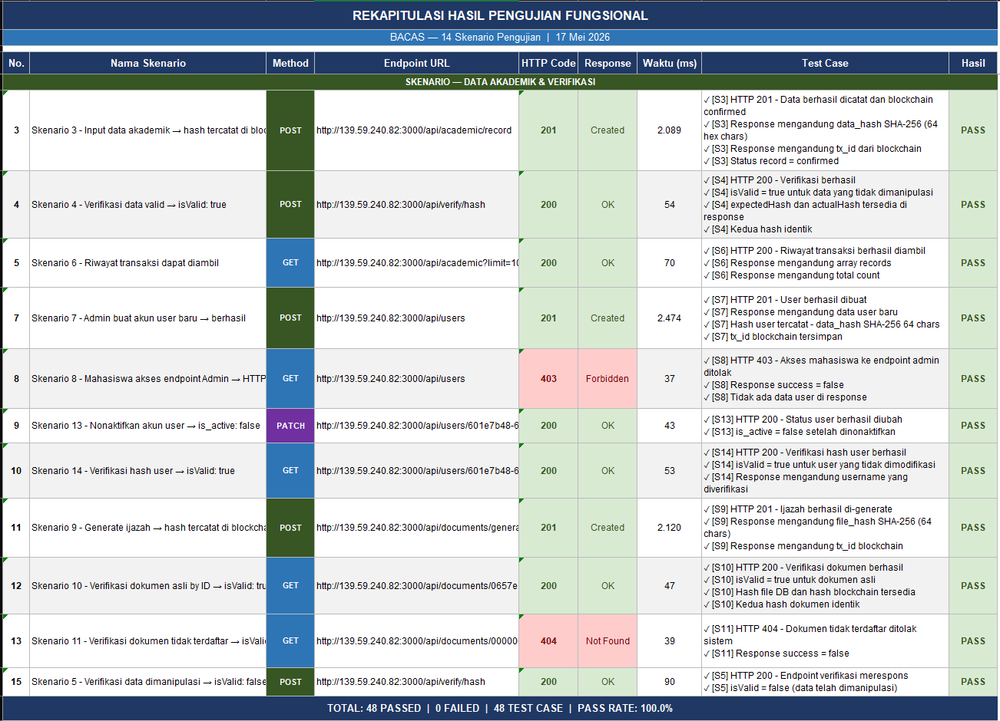 REKAPITULASI HASIL PENGUJIAN FUNGSIONAL
BACAS — 14 Skenario Pengujian | 17 Mei 2026
No. Nama Skenario Method Endpoint URL HTTP Code Response Waktu (ms) Test Case Hasil
SKENARIO — DATA AKADEMIK & VERIFIKASI
3 Skenario 3 - Input data akademik → hash tercatat di bloc POST http://139.59.240.82:3000/api/academic/record 201 Created 2.089
✓ [S3] HTTP 201 - Data berhasil dicatat dan blockchain
confirmed
✓ [S3] Response mengandung data_hash SHA-256 (64
hex chars)
✓ [S3] Response mengandung tx_id dari blockchain
✓ [S3] Status record = confirmed
PASS
4 Skenario 4 - Verifikasi data valid → isValid: true POST http://139.59.240.82:3000/api/verify/hash 200 OK 54
✓ [S4] HTTP 200 - Verifikasi berhasil
✓ [S4] isValid = true untuk data yang tidak dimanipulasi
✓ [S4] expectedHash dan actualHash tersedia di
response
✓ [S4] Kedua hash identik
PASS
5 Skenario 6 - Riwayat transaksi dapat diambil GET http://139.59.240.82:3000/api/academic?limit=10 200 OK 70
✓ [S6] HTTP 200 - Riwayat transaksi berhasil diambil
✓ [S6] Response mengandung array records
✓ [S6] Response mengandung total count
PASS
7 Skenario 7 - Admin buat akun user baru → berhasil POST http://139.59.240.82:3000/api/users 201 Created 2.474
✓ [S7] HTTP 201 - User berhasil dibuat
✓ [S7] Response mengandung data user baru
✓ [S7] Hash user tercatat - data_hash SHA-256 64 chars
✓ [S7] tx_id blockchain tersimpan
PASS
8 Skenario 8 - Mahasiswa akses endpoint Admin → HTTP GET http://139.59.240.82:3000/api/users 403 Forbidden 37
✓ [S8] HTTP 403 - Akses mahasiswa ke endpoint admin
ditolak
✓ [S8] Response success = false
✓ [S8] Tidak ada data user di response
PASS
9 Skenario 13 - Nonaktifkan akun user → is_active: false PATCH http://139.59.240.82:3000/api/users/601e7b48-6 200 OK 43
✓ [S13] HTTP 200 - Status user berhasil diubah
✓ [S13] is_active = false setelah dinonaktifkan
PASS
10 Skenario 14 - Verifikasi hash user → isValid: true GET http://139.59.240.82:3000/api/users/601e7b48-6 200 OK 53
✓ [S14] HTTP 200 - Verifikasi hash user berhasil
✓ [S14] isValid = true untuk user yang tidak dimodifikasi
✓ [S14] Response mengandung username yang
diverifikasi
PASS
11 Skenario 9 - Generate ijazah → hash tercatat di blockcha POST http://139.59.240.82:3000/api/documents/genera 201 Created 2.120
✓ [S9] HTTP 201 - Ijazah berhasil di-generate
✓ [S9] Response mengandung file_hash SHA-256 (64
chars)
✓ [S9] Response mengandung tx_id blockchain
PASS
12 Skenario 10 - Verifikasi dokumen asli by ID → isValid: tru GET http://139.59.240.82:3000/api/documents/0657e 200 OK 47
✓ [S10] HTTP 200 - Verifikasi dokumen berhasil
✓ [S10] isValid = true untuk dokumen asli
✓ [S10] Hash file DB dan hash blockchain tersedia
✓ [S10] Kedua hash dokumen identik
PASS
13 Skenario 11 - Verifikasi dokumen tidak terdaftar → isVali GET http://139.59.240.82:3000/api/documents/00000 404 Not Found 39
✓ [S11] HTTP 404 - Dokumen tidak terdaftar ditolak
sistem
✓ [S11] Response success = false
PASS
15 Skenario 5 - Verifikasi data dimanipulasi → isValid: false POST http://139.59.240.82:3000/api/verify/hash 200 OK 90
✓ [S5] HTTP 200 - Endpoint verifikasi merespons
✓ [S5] isValid = false (data telah dimanipulasi)
PASS
TOTAL: 48 PASSED | 0 FAILED | 48 TEST CASE | PASS RATE: 100.0%